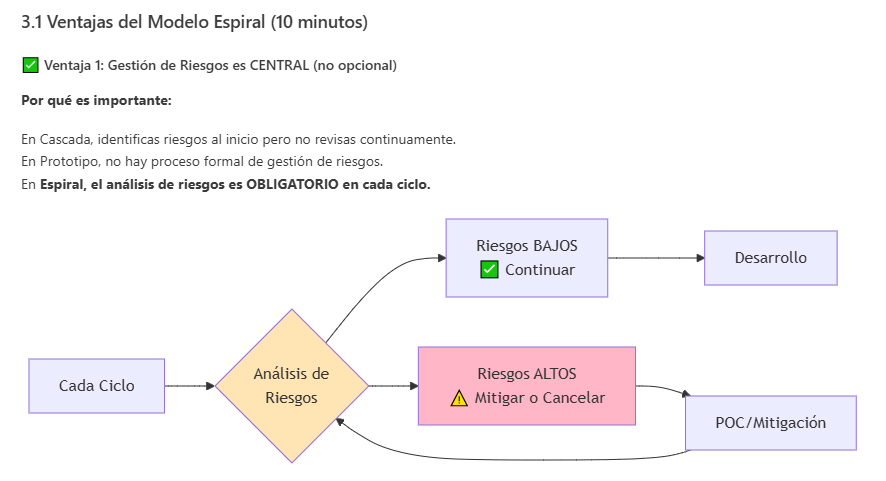 3.1 Ventajas del Modelo Espiral (10 minutos)
✅ Ventaja 1: Gestión de Riesgos es CENTRAL (no opcional)
Por qué es importante:
En Cascada, identificas riesgos al inicio pero no revisas continuamente.
En Prototipo, no hay proceso formal de gestión de riesgos.
En Espiral, el análisis de riesgos es OBLIGATORIO en cada ciclo.
Riesgos BAJOS
✅ Continuar
Desarrollo
Cada Ciclo
Análisis de
Riesgos
Riesgos ALTOS
⚠️ Mitigar o Cancelar
POC/Mitigación